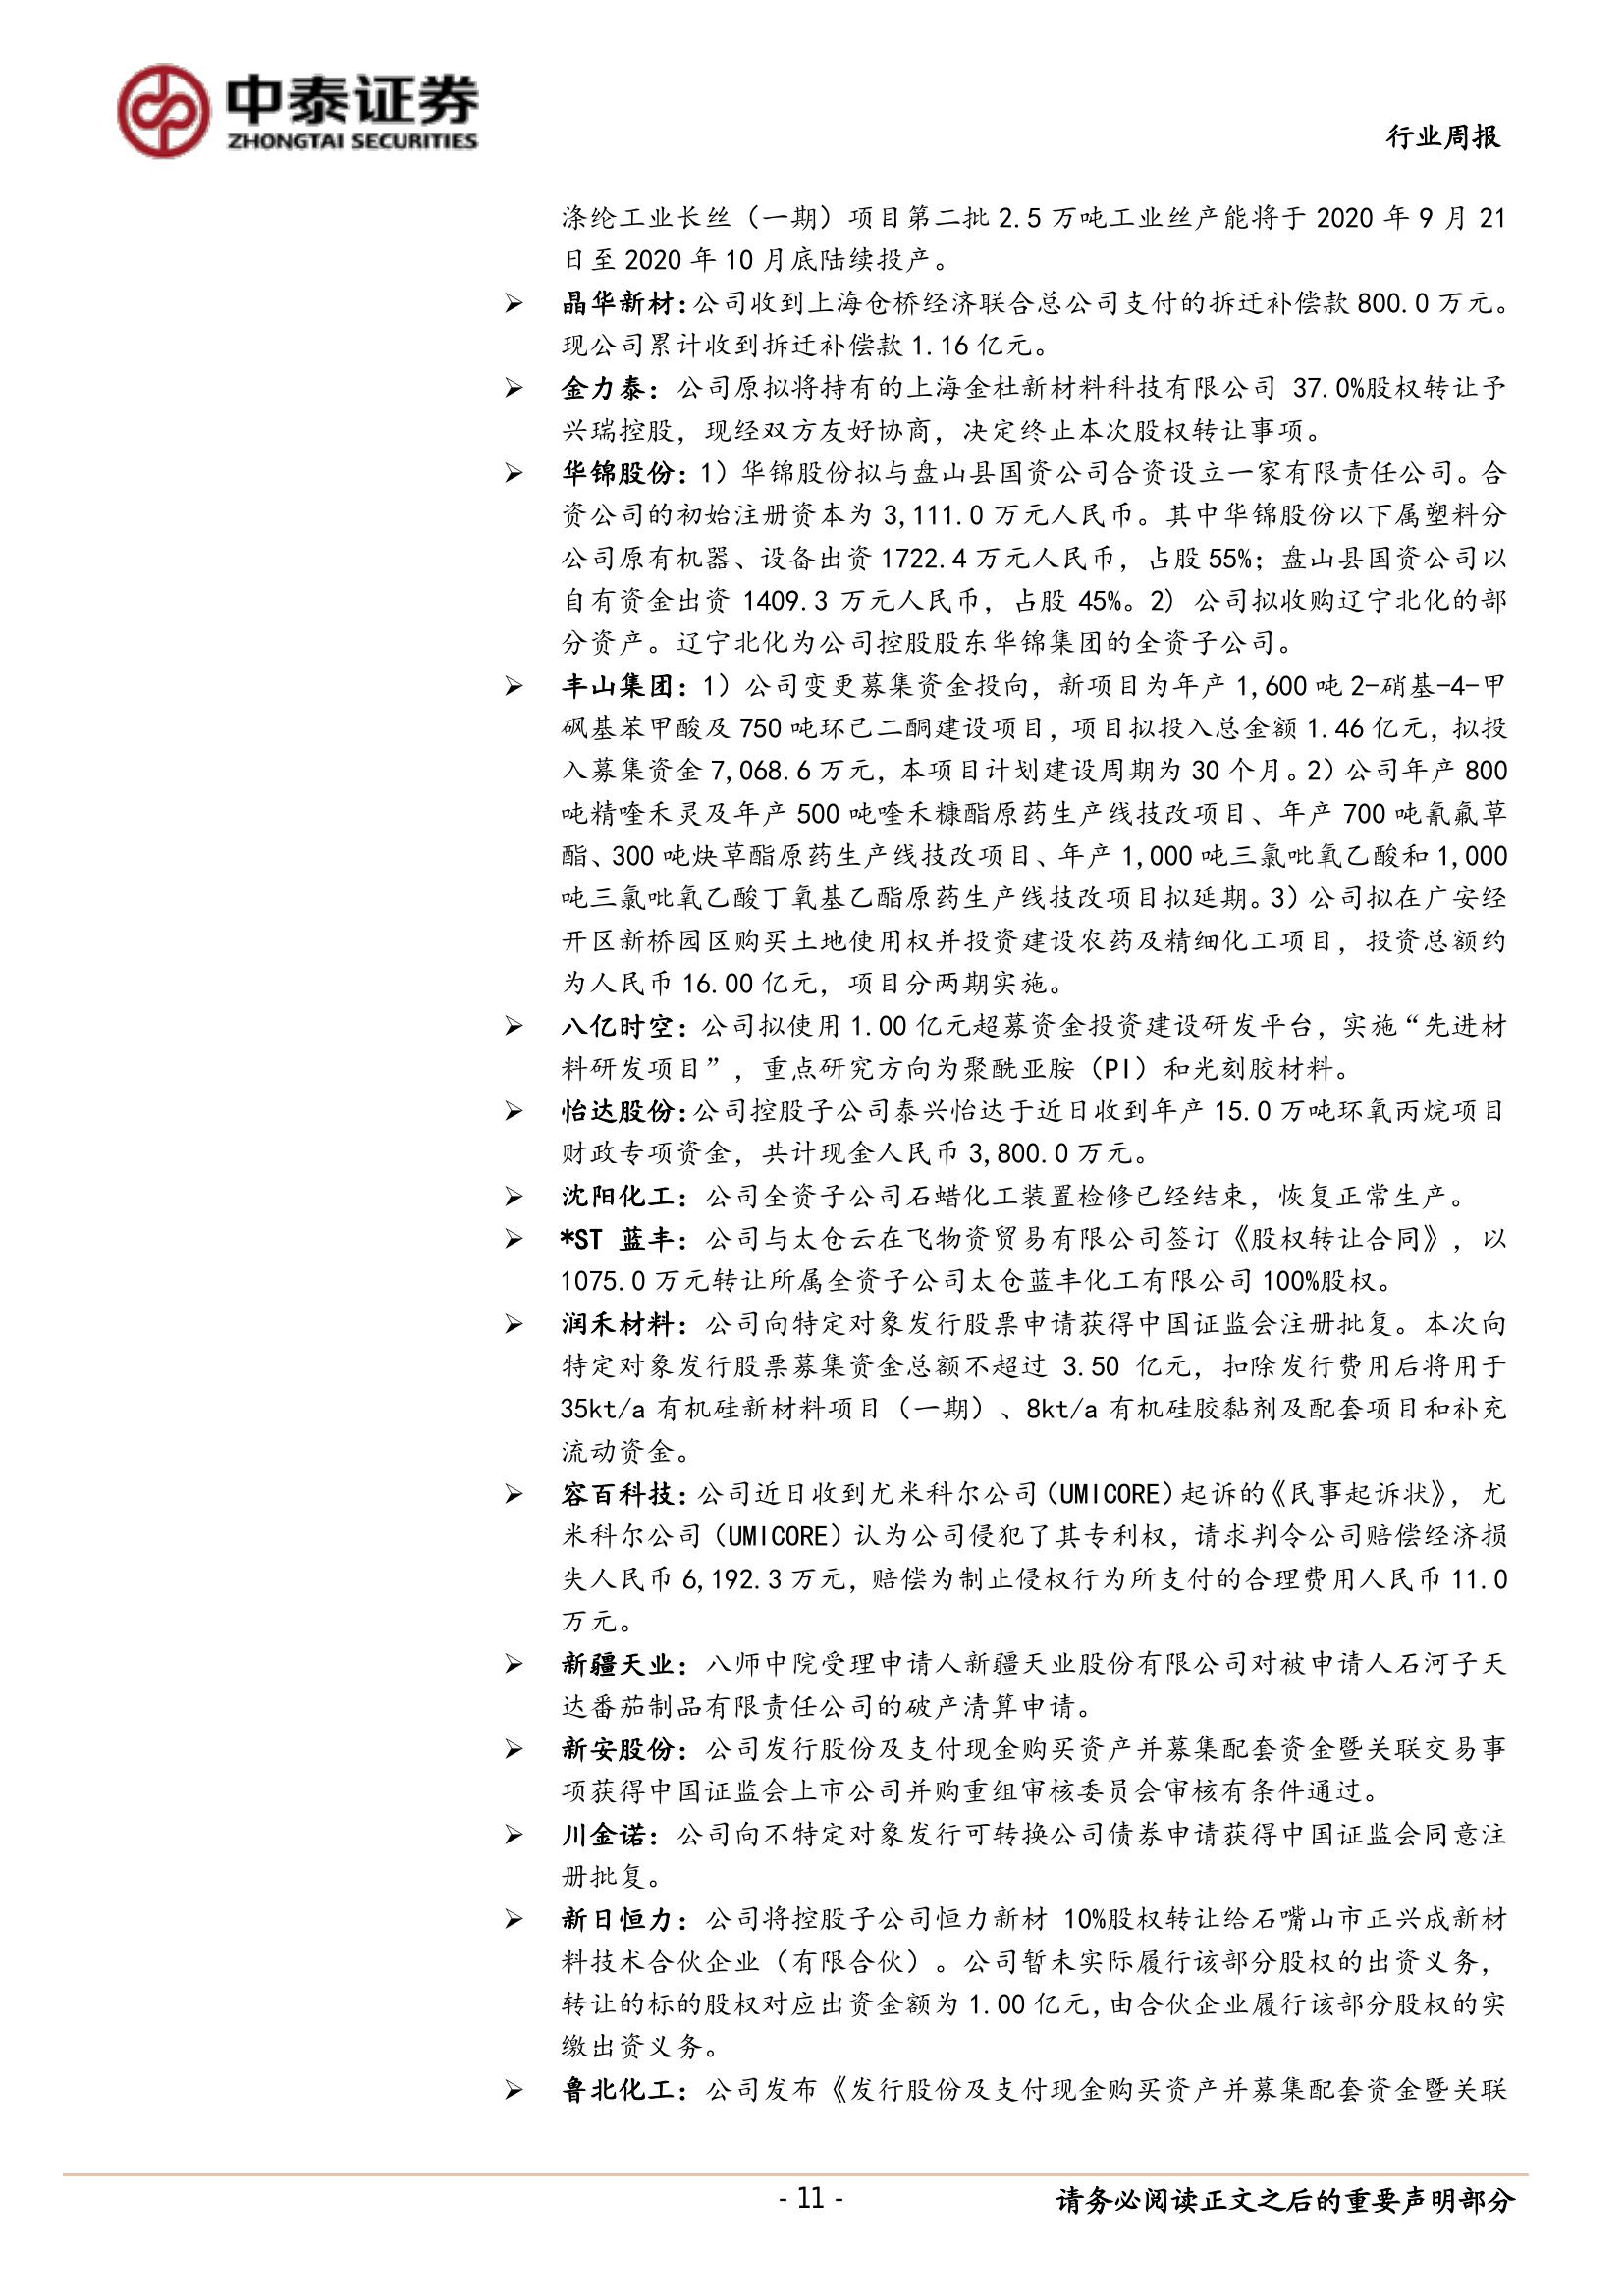 中泰证券
ZHONGTAI SECURITIES
行业周报
涤纶工业长丝（一期）项目第二批 2.5 万吨工业丝产能将于 2020 年 9 月 21
日至 2020 年 10 月底陆续投产。
➢ 晶华新材：公司收到上海仓桥经济联合总公司支付的拆迁补偿款 800.0 万元。
现公司累计收到拆迁补偿款 1.16 亿元。
➢ 金力泰：公司原拟将持有的上海金杜新材料科技有限公司 37.0%股权转让予
兴瑞控股，现经双方友好协商，决定终止本次股权转让事项。
➢ 华锦股份：1）华锦股份拟与盘山县国资公司合资设立一家有限责任公司。合
资公司的初始注册资本为 3,111.0 万元人民币。其中华锦股份以下属塑料分
公司原有机器、设备出资 1722.4 万元人民币，占股 55%；盘山县国资公司以
自有资金出资 1409.3 万元人民币，占股 45%。2） 公司拟收购辽宁北化的部
分资产。辽宁北化为公司控股股东华锦集团的全资子公司。
➢ 丰山集团：1）公司变更募集资金投向，新项目为年产 1,600 吨 2-硝基-4-甲
砜基苯甲酸及 750 吨环己二酮建设项目，项目拟投入总金额 1.46 亿元，拟投
入募集资金 7,068.6 万元，本项目计划建设周期为 30 个月。2）公司年产 800
吨精喹禾灵及年产 500 吨喹禾糠酯原药生产线技改项目、年产 700 吨氰氟草
酯、300 吨炔草酯原药生产线技改项目、年产 1,000 吨三氯吡氧乙酸和 1,000
吨三氯吡氧乙酸丁氧基乙酯原药生产线技改项目拟延期。3）公司拟在广安经
开区新桥园区购买土地使用权并投资建设农药及精细化工项目，投资总额约
为人民币 16.00 亿元，项目分两期实施。
➢ 八亿时空：公司拟使用 1.00 亿元超募资金投资建设研发平台，实施“先进材
料研发项目”，重点研究方向为聚酰亚胺（PI）和光刻胶材料。
➢ 怡达股份：公司控股子公司泰兴怡达于近日收到年产 15.0 万吨环氧丙烷项目
财政专项资金，共计现金人民币 3,800.0 万元。
➢ 沈阳化工：公司全资子公司石蜡化工装置检修已经结束，恢复正常生产。
➢ *ST 蓝丰：公司与太仓云在飞物资贸易有限公司签订《股权转让合同》，以
1075.0 万元转让所属全资子公司太仓蓝丰化工有限公司 100%股权。
➢ 润禾材料：公司向特定对象发行股票申请获得中国证监会注册批复。本次向
特定对象发行股票募集资金总额不超过 3.50 亿元，扣除发行费用后将用于
35kt/a 有机硅新材料项目（一期）、8kt/a 有机硅胶黏剂及配套项目和补充
流动资金。
➢ 容百科技：公司近日收到尤米科尔公司（UMICORE）起诉的《民事起诉状》，尤
米科尔公司（UMICORE）认为公司侵犯了其专利权，请求判令公司赔偿经济损
失人民币 6,192.3 万元，赔偿为制止侵权行为所支付的合理费用人民币 11.0
万元。
➢ 新疆天业：八师中院受理申请人新疆天业股份有限公司对被申请人石河子天
达番茄制品有限责任公司的破产清算申请。
➢ 新安股份：公司发行股份及支付现金购买资产并募集配套资金暨关联交易事
项获得中国证监会上市公司并购重组审核委员会审核有条件通过。
➢ 川金诺：公司向不特定对象发行可转换公司债券申请获得中国证监会同意注
册批复。
➢ 新日恒力：公司将控股子公司恒力新材 10%股权转让给石嘴山市正兴成新材
料技术合伙企业（有限合伙）。公司暂未实际履行该部分股权的出资义务，
转让的标的股权对应出资金额为 1.00 亿元，由合伙企业履行该部分股权的实
缴出资义务。
➢ 鲁北化工：公司发布《发行股份及支付现金购买资产并募集配套资金暨关联
- 11 -
请务必阅读正文之后的重要声明部分